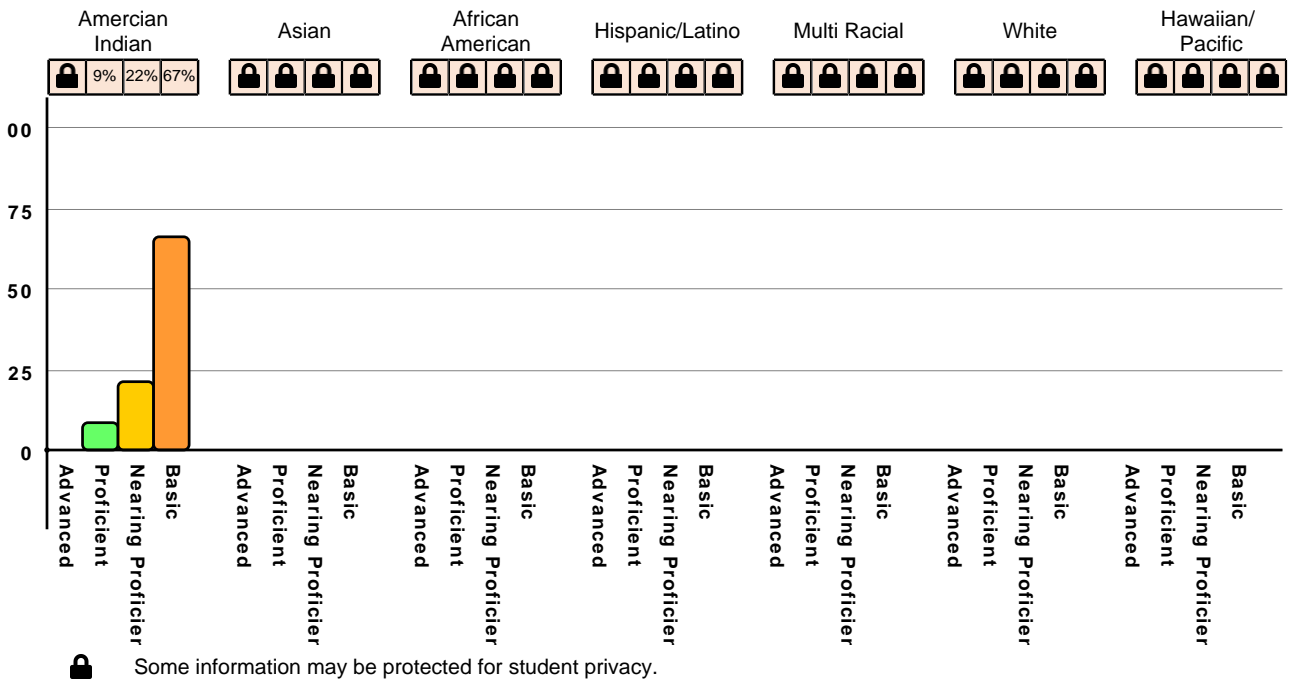 Amercian
Indian
Asian
African
American
Hispanic/Latino
Multi Racial
White
Hawaiian/
Pacific
9% 22% 67%
00
75
50
25
0
Advanced
Proficient
Nearing Proficier
Basic
Advanced
Proficient
Nearing Proficier
Basic
Advanced
Proficient
Nearing Proficier
Basic
Advanced
Proficient
Nearing Proficier
Basic
Advanced
Proficient
Nearing Proficier
Basic
Advanced
Proficient
Nearing Proficier
Basic
Advanced
Proficient
Nearing Proficier
Basic
Some information may be protected for student privacy.